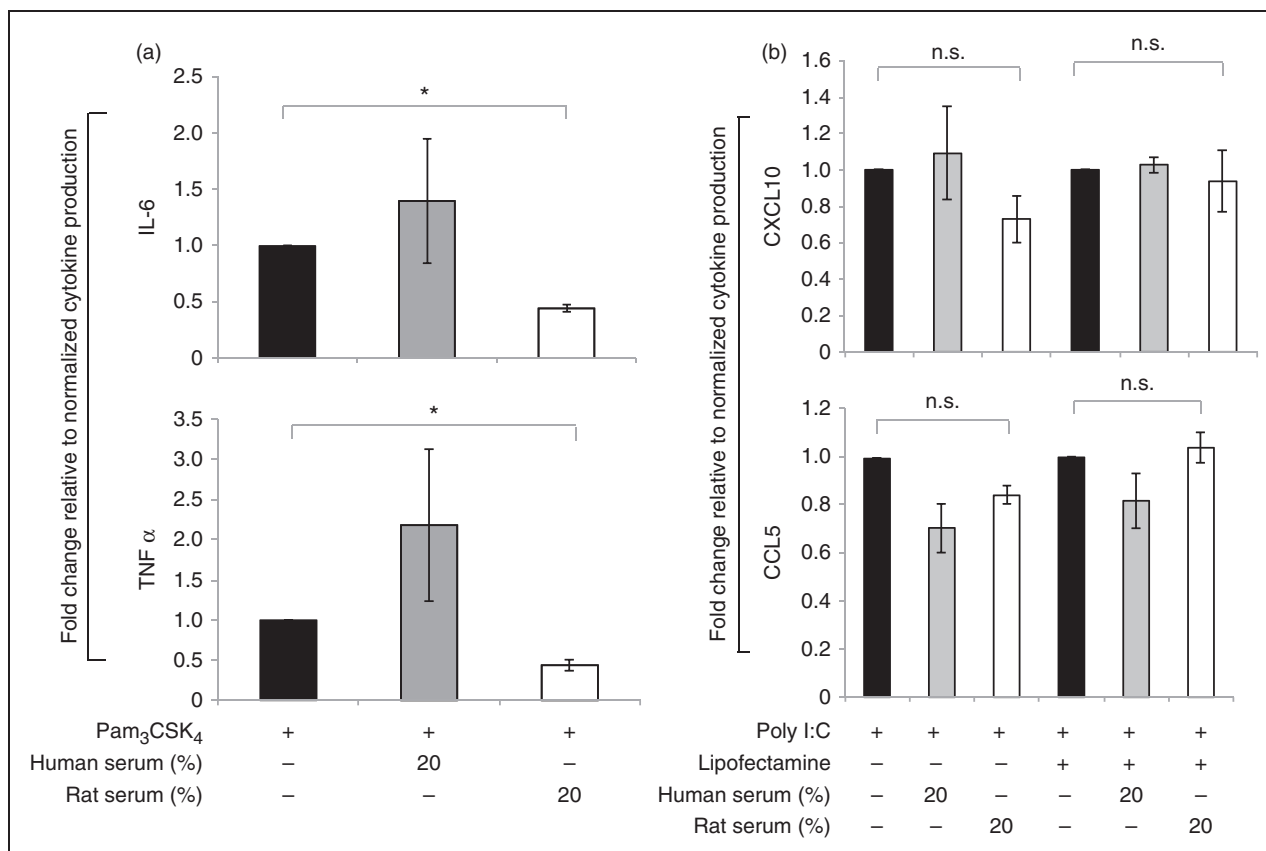 (a)
Fold change relative to normalized cytokine production
IL-6
2.5
2.0
1.5
1.0
0.5
0
*
TNF α
3.5
3.0
2.5
2.0
1.5
1.0
0.5
0
*
Pam3CSK4 + + +
Human serum (%) – 20 –
Rat serum (%) – – 20
(b)
Fold change relative to normalized cytokine production
CXCL10
1.6
1.4
1.2
1.0
0.8
0.6
0.4
0.2
0
n.s.
n.s.
CCL5
1.2
1.0
0.8
0.6
0.4
0.2
0
n.s.
n.s.
Poly I:C + + + + + +
Lipofectamine – – – + + +
Human serum (%) – 20 – – 20 –
Rat serum (%) – – 20 – – 20